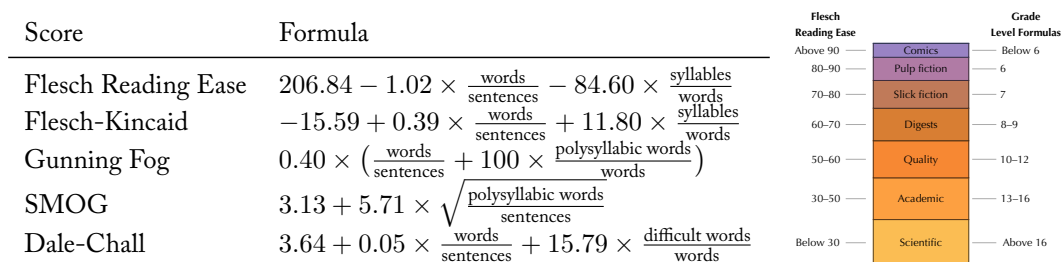 Score Formula
Flesch Reading Ease 206.84 − 1.02 × words/sentences − 84.60 × syllables/words
Flesch-Kincaid −15.59 + 0.39 × words/sentences + 11.80 × syllables/words
Gunning Fog 0.40 × (words/sentences + 100 × polysyllabic words/words)
SMOG 3.13 + 5.71 × √(polysyllabic words/sentences)
Dale-Chall 3.64 + 0.05 × words/sentences + 15.79 × difficult words/words
Flesch Reading Ease
Grade Level Formulas
Above 90 Comics Below 6
80–90 Pulp fiction 6
70–80 Slick fiction 7
60–70 Digests 8–9
50–60 Quality 10–12
30–50 Academic 13–16
Below 30 Scientific Above 16